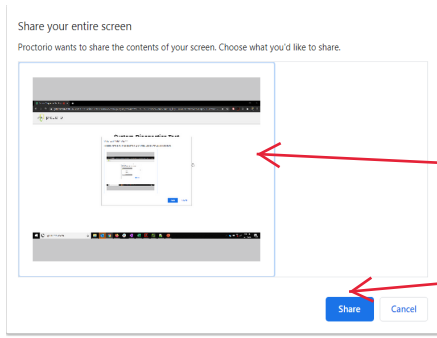 Share your entire screen
Proctorio wants to share the contents of your screen. Choose what you'd like to share.
Share
Cancel